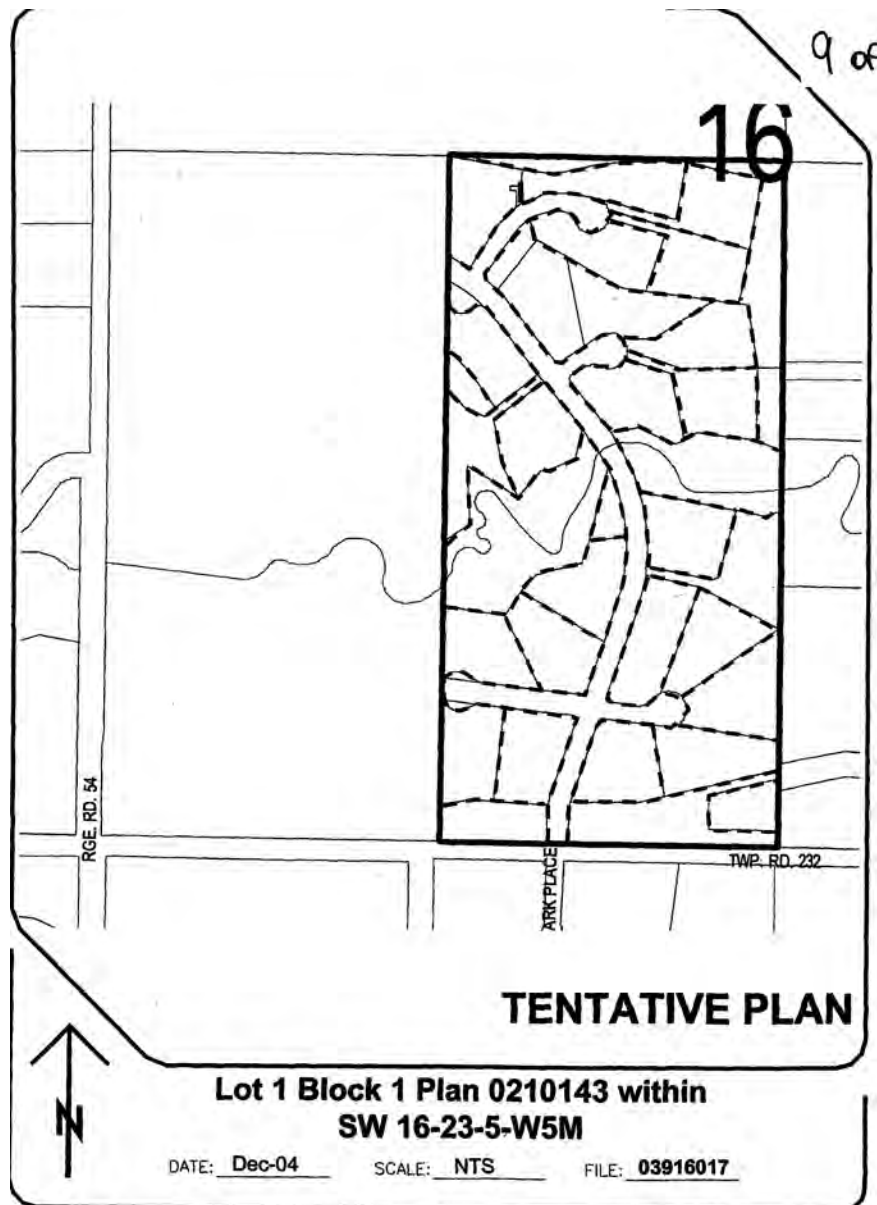 9 of
16
RGE. RD. 54
ARK PLACE
TWP. RD. 232
TENTATIVE PLAN
N
Lot 1 Block 1 Plan 0210143 within
SW 16-23-5-W5M
DATE: Dec-04 SCALE: NTS FILE: 03916017